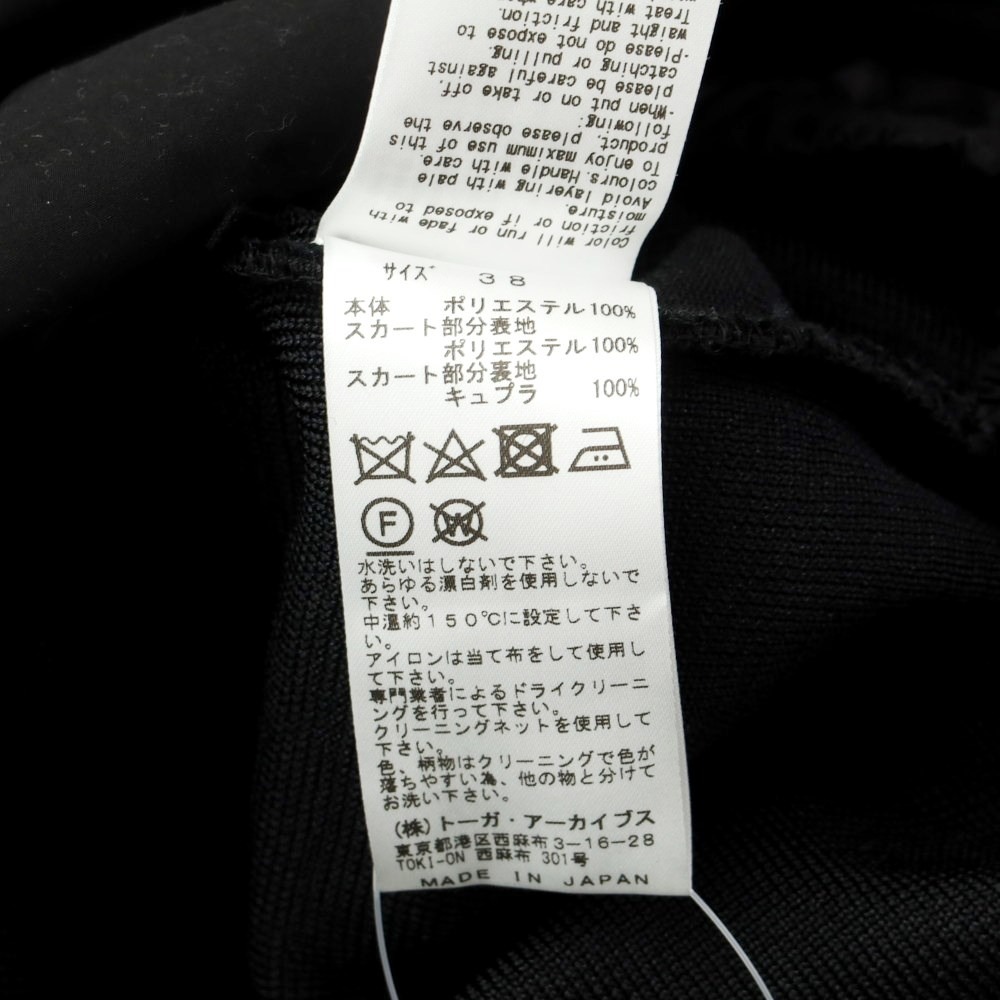 Color will run or fade with
friction or if exposed to
moisture.
Avoid layering with pale
colours. Handle with care.
To enjoy maximum use of this
product, please observe the
following:
·When put on or take off,
please be careful against
catching or pulling.
·Please do not expose to
waight and friction.
Treat with care
サイズ 38
本体 ポリエステル100%
スカート部分表地
ポリエステル100%
スカート部分裏地
キュプラ 100%
F
W
水洗いはしないで下さい。
あらゆる漂白剤を使用しないで
下さい。
中温約150℃に設定して下さ
い。
アイロンは当て布をして使用し
て下さい。
専門業者によるドライクリーニ
ングを行って下さい。
クリーニングネットを使用して
下さい。
色、柄物はクリーニングで色が
落ちやすい為、他の物と分けて
お洗い下さい。
(株)トーガ・アーカイブス
東京都港区西麻布3-16-28
TOKI-ON 西麻布 301号
MADE IN JAPAN